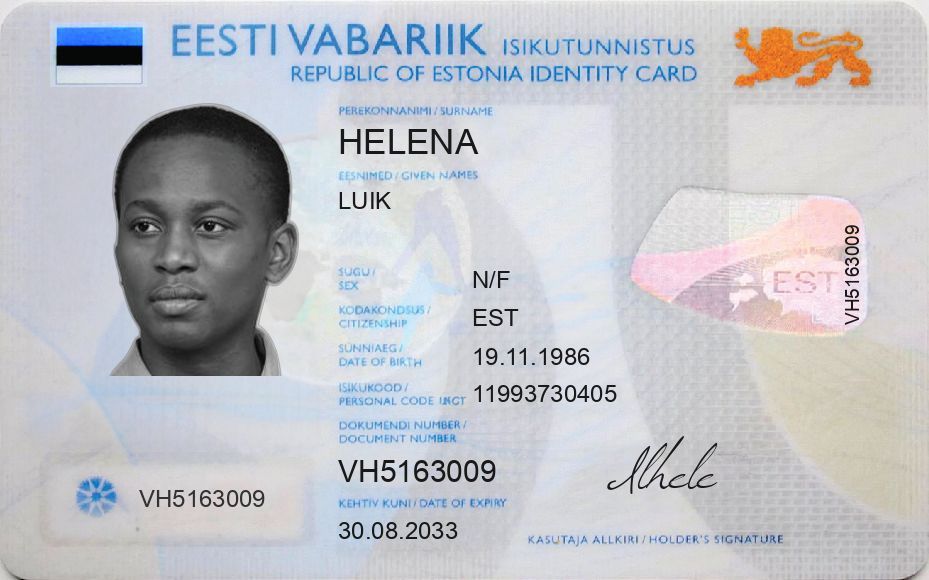 EESTI VABARIIK ISIKUTUNNISTUS
REPUBLIC OF ESTONIA IDENTITY CARD
PEREKONNANIMI / SURNAME
HELENA
EESNIMED / GIVEN NAMES
LUIK
SUGU /
SEX
N/F
KODAKONDSUS /
CITIZENSHIP
EST
SÜNNIAEG /
DATE OF BIRTH
19.11.1986
ISIKUKOOD /
PERSONAL CODE
11993730405
DOKUMENDI NUMBER /
DOCUMENT NUMBER
VH5163009
KEHTIV KUNI / DATE OF EXPIRY
30.08.2033
VH5163009
EST
VH5163009
KASUTAJA ALLKIRI / HOLDER'S SIGNATURE